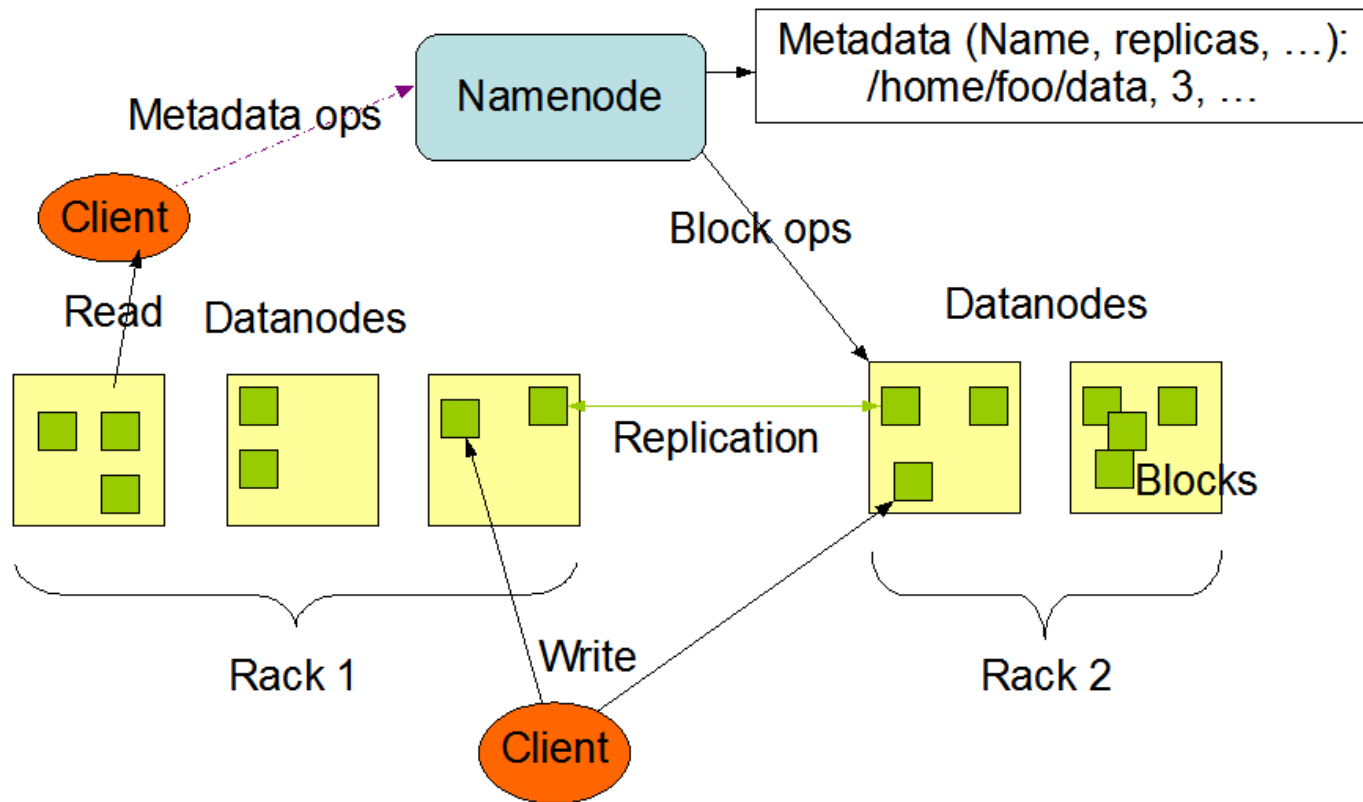 Metadata (Name, replicas, …):
/home/foo/data, 3, …
Namenode
Metadata ops
Client
Block ops
Read
Datanodes
Datanodes
Replication
Blocks
Rack 1
Write
Rack 2
Client